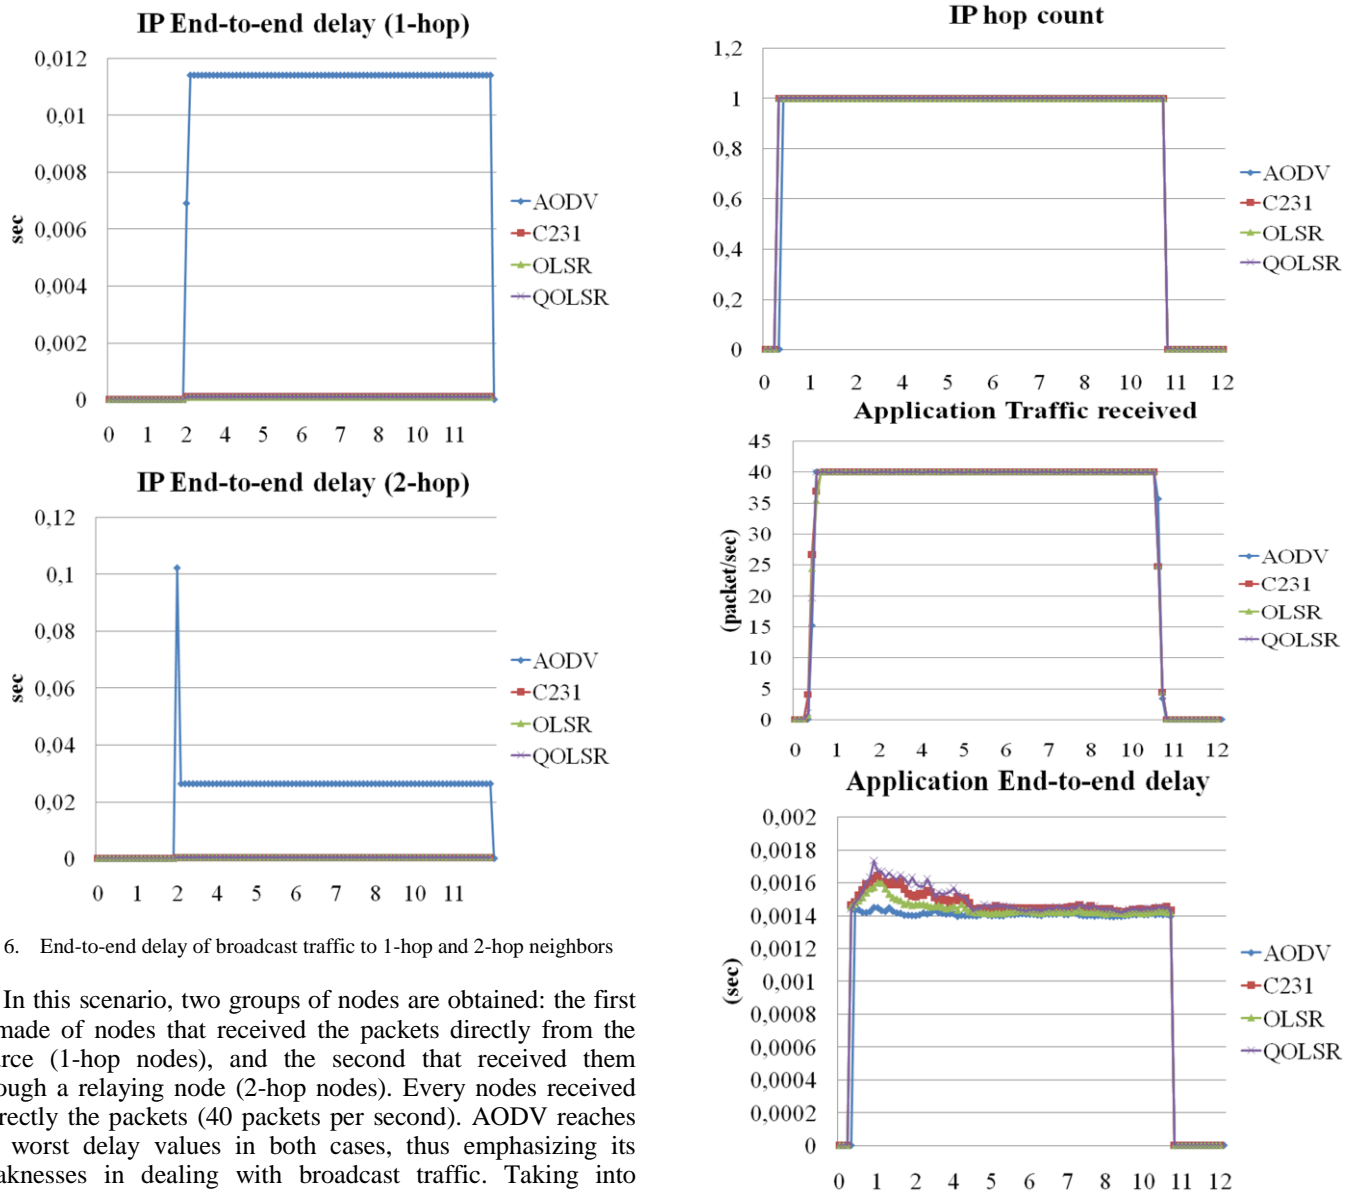 IP End-to-end delay (1-hop)
0,012
0,01
0,008
0,006
0,004
0,002
0
sec
0 1 2 4 5 6 7 8 10 11
AODV
C231
OLSR
QOLSR
IP End-to-end delay (2-hop)
0,12
0,1
0,08
0,06
0,04
0,02
0
sec
0 1 2 4 5 6 7 8 10 11
AODV
C231
OLSR
QOLSR
6. End-to-end delay of broadcast traffic to 1-hop and 2-hop neighbors
In this scenario, two groups of nodes are obtained: the first
made of nodes that received the packets directly from the
urce (1-hop nodes), and the second that received them
ough a relaying node (2-hop nodes). Every nodes received
rrectly the packets (40 packets per second). AODV reaches
worst delay values in both cases, thus emphasizing its
aknesses in dealing with broadcast traffic. Taking into
IP hop count
1,2
1
0,8
0,6
0,4
0,2
0
0 1 2 4 5 6 7 8 10 11 12
AODV
C231
OLSR
QOLSR
Application Traffic received
45
40
35
30
25
20
15
10
5
0
(packet/sec)
0 1 2 4 5 6 7 8 10 11 12
AODV
C231
OLSR
QOLSR
Application End-to-end delay
0,002
0,0018
0,0016
0,0014
0,0012
0,001
0,0008
0,0006
0,0004
0,0002
0
(sec)
0 1 2 4 5 6 7 8 10 11 12
AODV
C231
OLSR
QOLSR